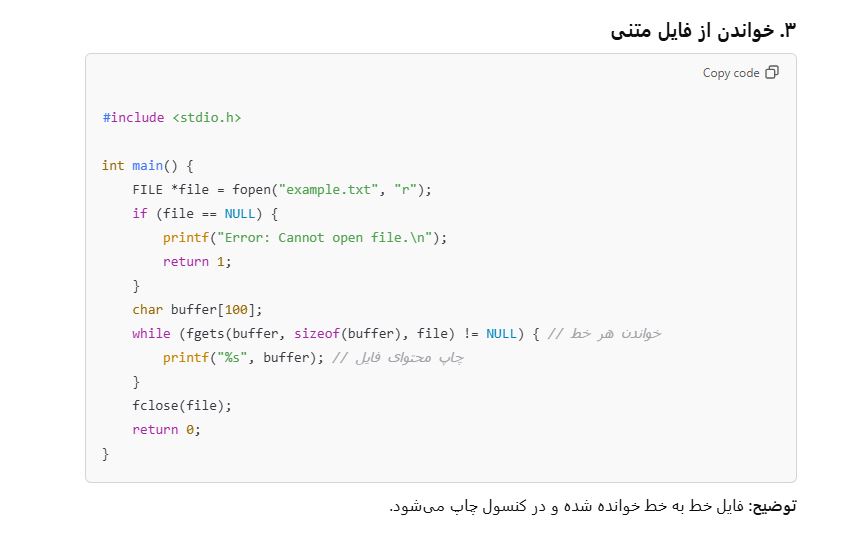 ۳. خواندن از فایل متنی
Copy code
#include <stdio.h>
int main() {
    FILE *file = fopen("example.txt", "r");
    if (file == NULL) {
        printf("Error: Cannot open file.\n");
        return 1;
    }
    char buffer[100];
    while (fgets(buffer, sizeof(buffer), file) != NULL) { // خواندن هر خط
        printf("%s", buffer); // چاپ محتوای فایل
    }
    fclose(file);
    return 0;
}
توضیح: فایل خط به خط خوانده شده و در کنسول چاپ می‌شود.